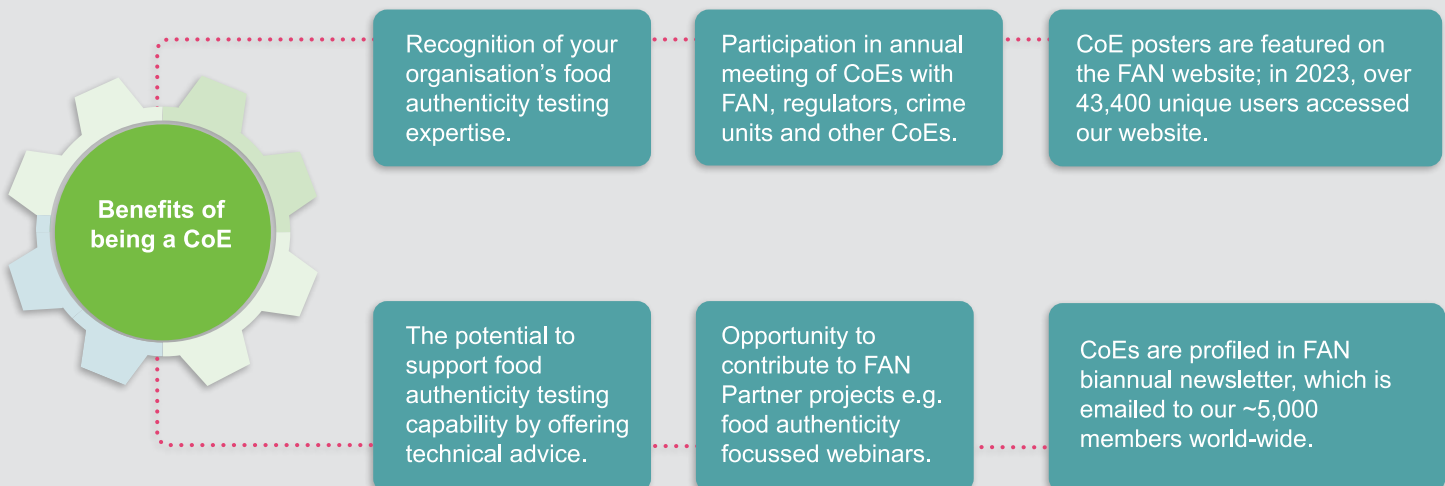 Benefits of
being a CoE
Recognition of your
organisation's food
authenticity testing
expertise.
Participation in annual
meeting of CoEs with
FAN, regulators, crime
units and other CoEs.
CoE posters are featured on
the FAN website; in 2023, over
43,400 unique users accessed
our website.
The potential to
support food
authenticity testing
capability by offering
technical advice.
Opportunity to
contribute to FAN
Partner projects e.g.
food authenticity
focussed webinars.
CoEs are profiled in FAN
biannual newsletter, which is
emailed to our ~5,000
members world-wide.